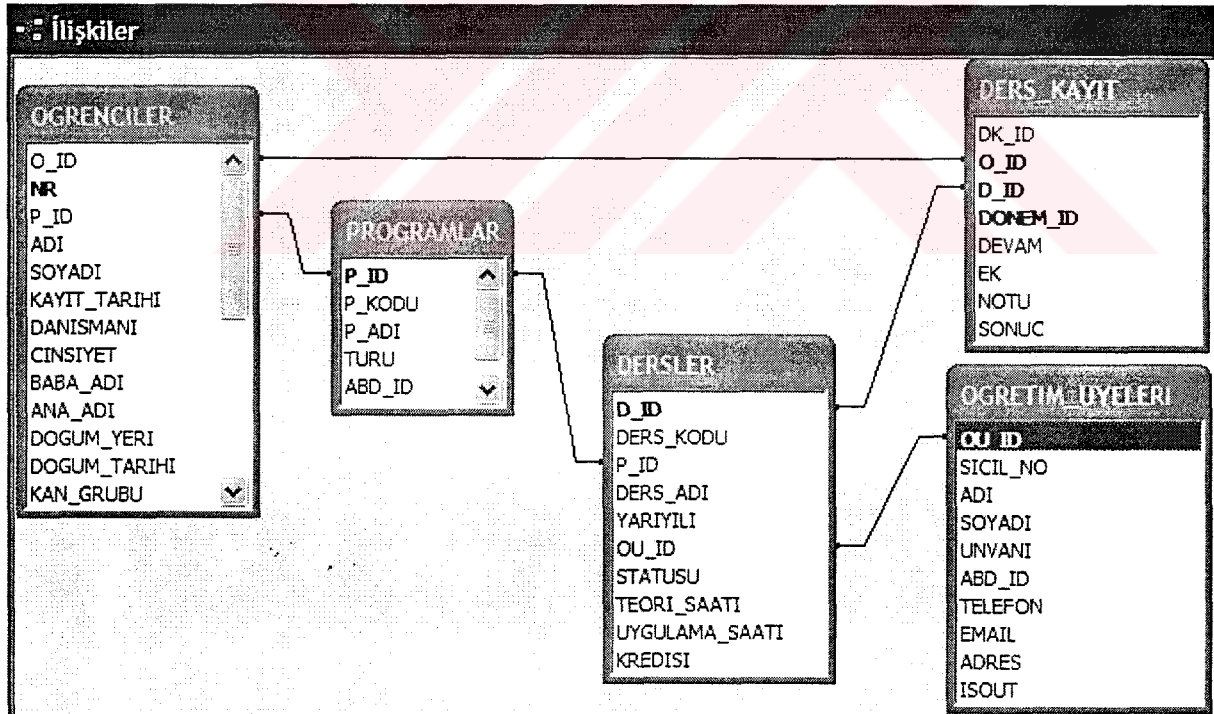 İlişkiler
OGRENCILER
O_ID
NR
P_ID
ADI
SOYADI
KAYIT_TARIHI
DANISMANI
CINSIYET
BABA_ADI
ANA_ADI
DOGUM_YERI
DOGUM_TARIHI
KAN_GRUBU
PROGRAMLAR
P_ID
P_KODU
P_ADI
TURU
ABD_ID
DERSLER
D_ID
DERS_KODU
P_ID
DERS_ADI
YARIYILI
OU_ID
STATUSU
TEORI_SAATI
UYGULAMA_SAATI
KREDISI
DERS_KAYIT
DK_ID
O_ID
D_ID
DONEM_ID
DEVAM
EK
NOTU
SONUC
OGRETIM_UYELERI
OU_ID
SICIL_NO
ADI
SOYADI
UNVANI
ABD_ID
TELEFON
EMAIL
ADRES
ISOUT